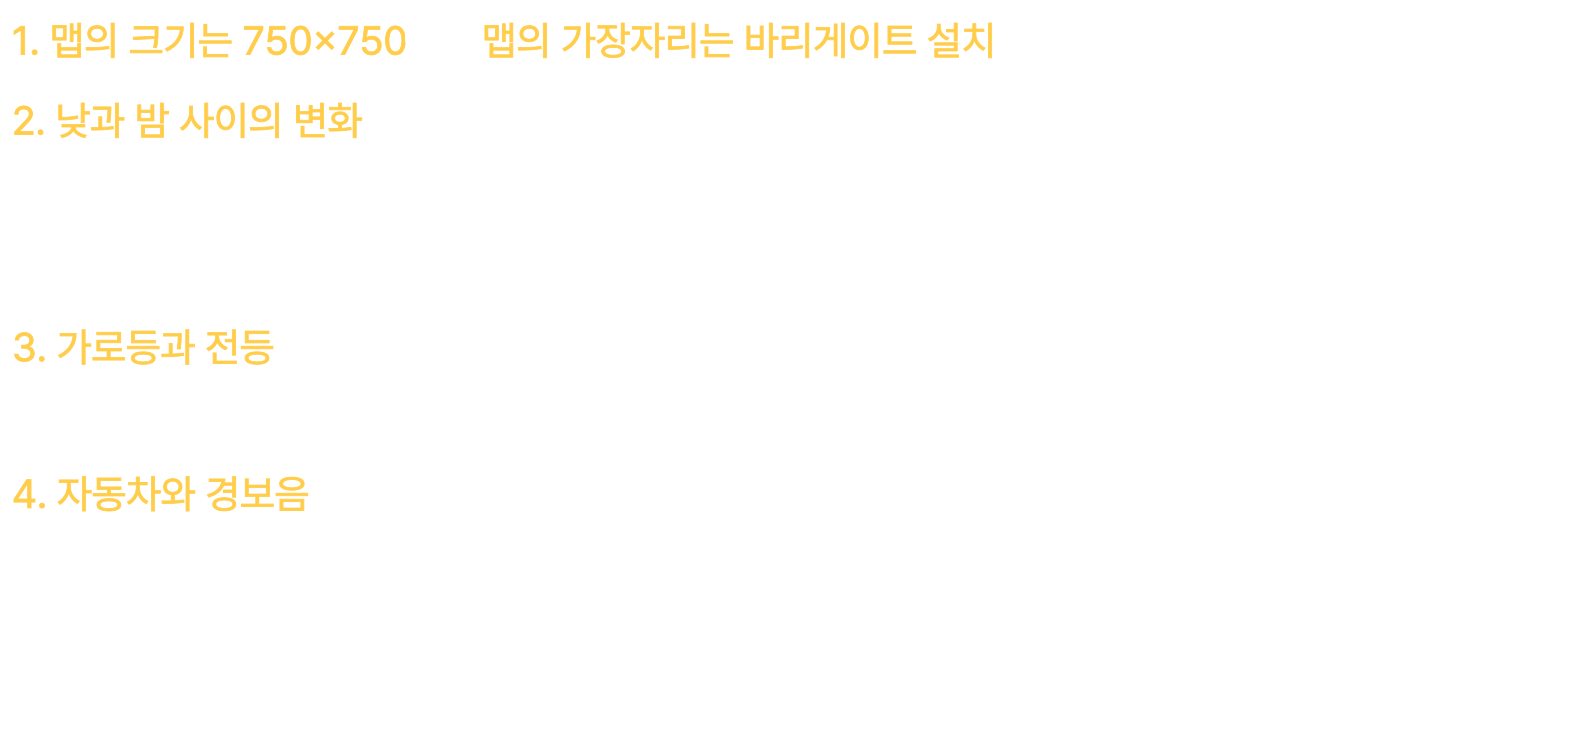 1. 맵의 크기는 750×750 맵의 가장자리는 바리게이트 설치
2. 낮과 밤 사이의 변화
3. 가로등과 전등
4. 자동차와 경보음